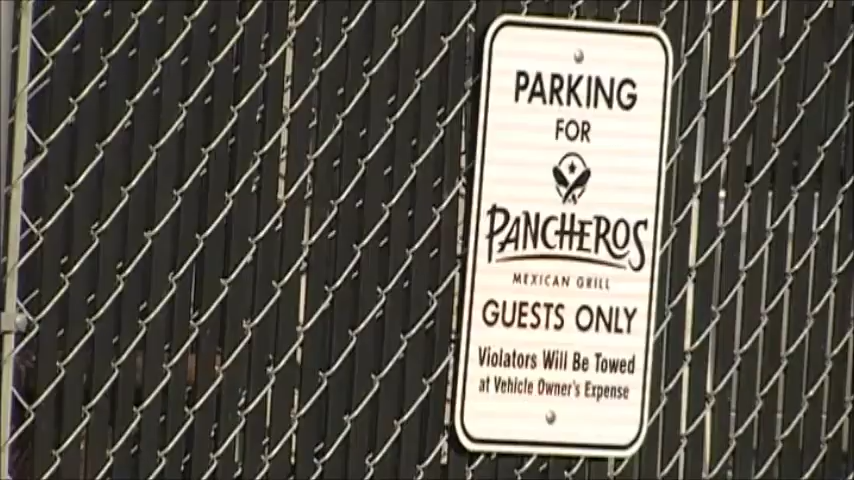 PARKING
FOR
PANCHEROS
MEXICAN GRILL
GUESTS ONLY
Violators Will Be Towed
at Vehicle Owner's Expense